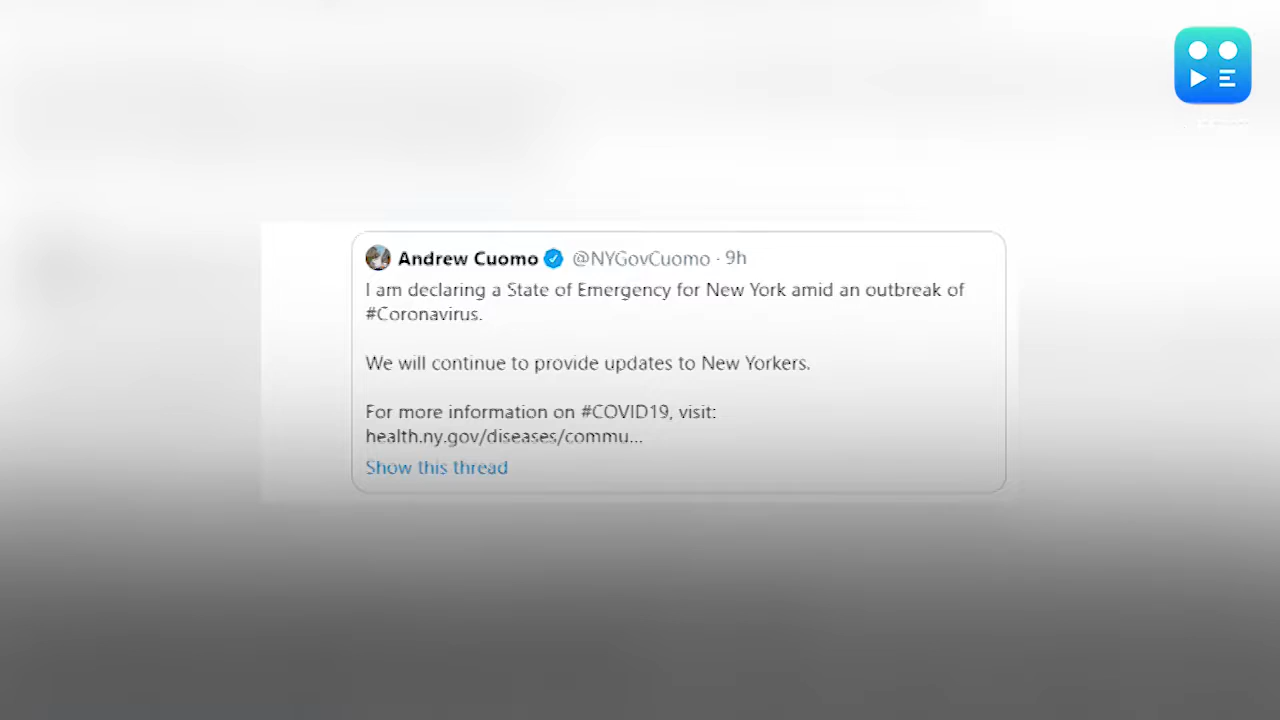 Andrew Cuomo @NYGovCuomo · 9h
I am declaring a State of Emergency for New York amid an outbreak of
#Coronavirus.
We will continue to provide updates to New Yorkers.
For more information on #COVID19, visit:
health.ny.gov/diseases/commu...
Show this thread